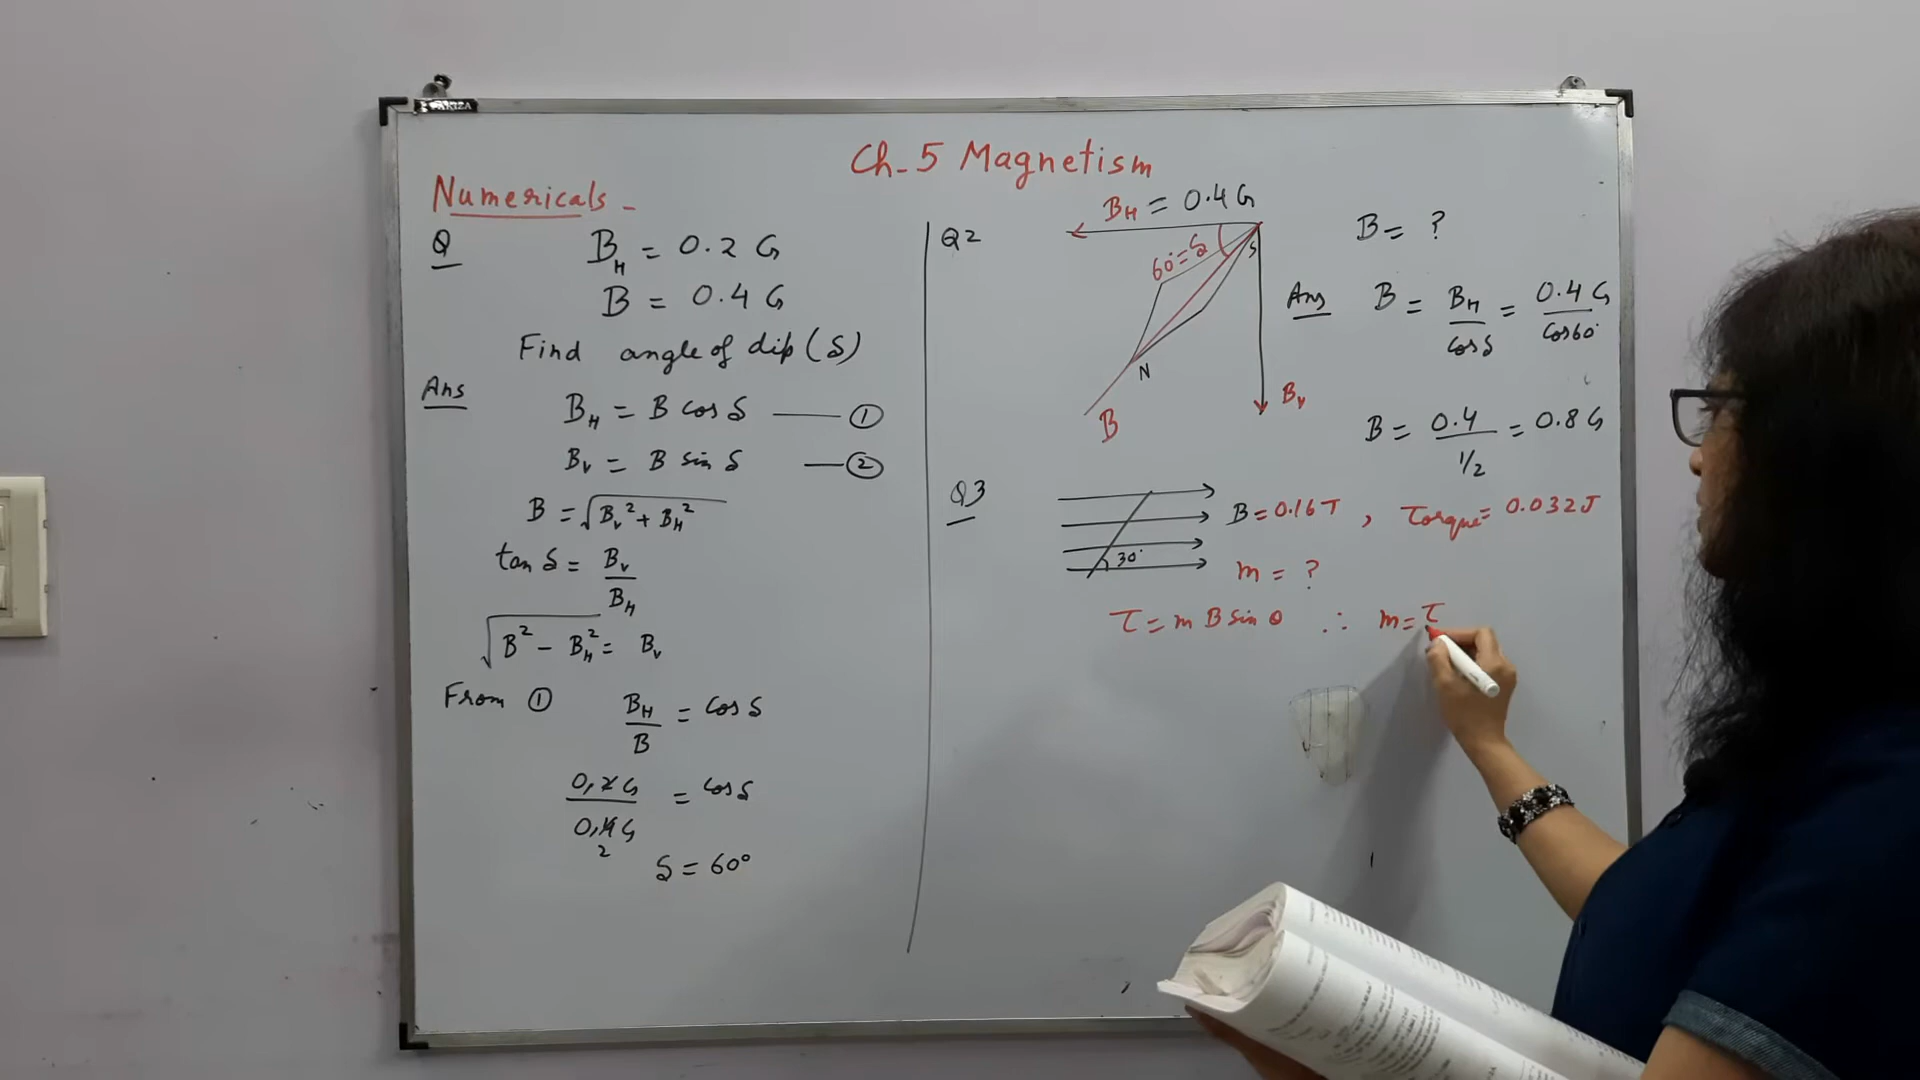 Ch-5 Magnetism
Numericals -
Q
B_H = 0.2 G
B = 0.4 G
Find angle of dip (δ)
Ans
B_H = B cos δ —— ①
B_V = B sin δ —— ②
B = √(B_V² + B_H²)
tan δ = B_V / B_H
√(B² - B_H²) = B_V
From ①
B_H / B = cos δ
0.2 G / 0.4 G = cos δ
2
δ = 60°
Q2
B_H = 0.4 G
60° = δ
S
N
B
B_V
B = ?
Ans B = B_H / cos δ = 0.4 G / cos 60°
B = 0.4 / 1/2 = 0.8 G
Q3
30°
B = 0.16 T , Torque = 0.032 J
m = ?
τ = m B sin θ ∴ m = τ